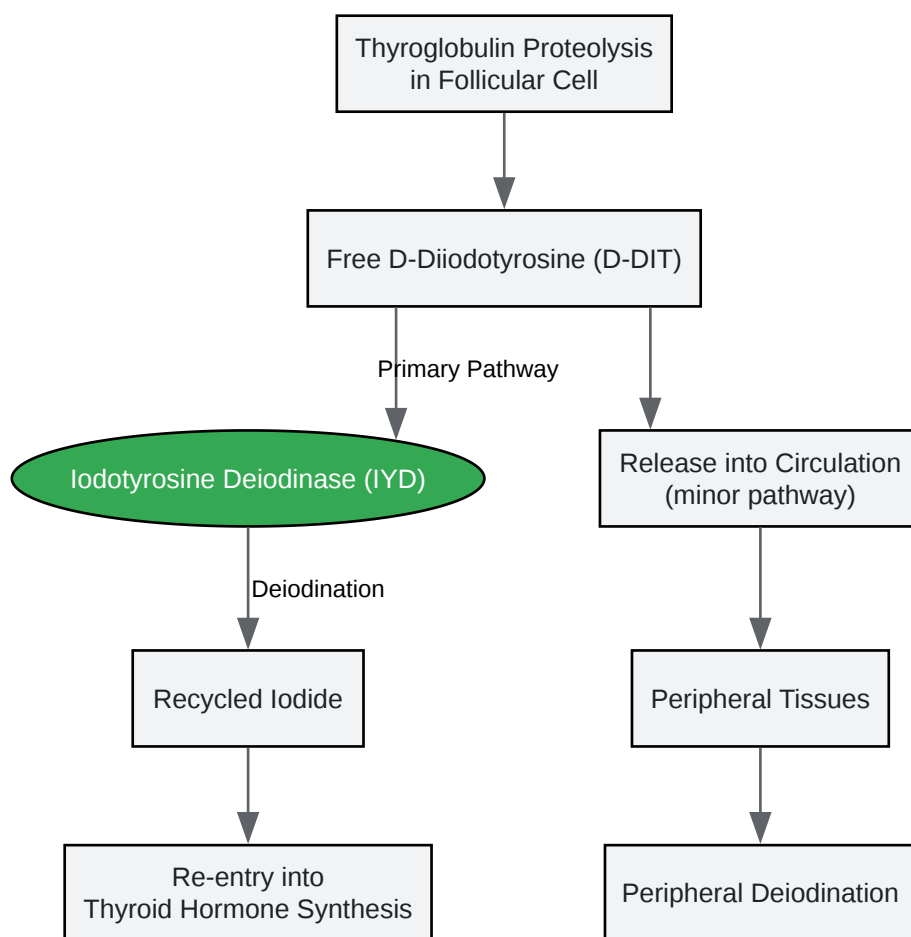 Thyroglobulin Proteolysis
in Follicular Cell
Free D-Diiodotyrosine (D-DIT)
Primary Pathway
Iodotyrosine Deiodinase (IYD)
Release into Circulation
(minor pathway)
Deiodination
Recycled Iodide
Peripheral Tissues
Re-entry into
Thyroid Hormone Synthesis
Peripheral Deiodination